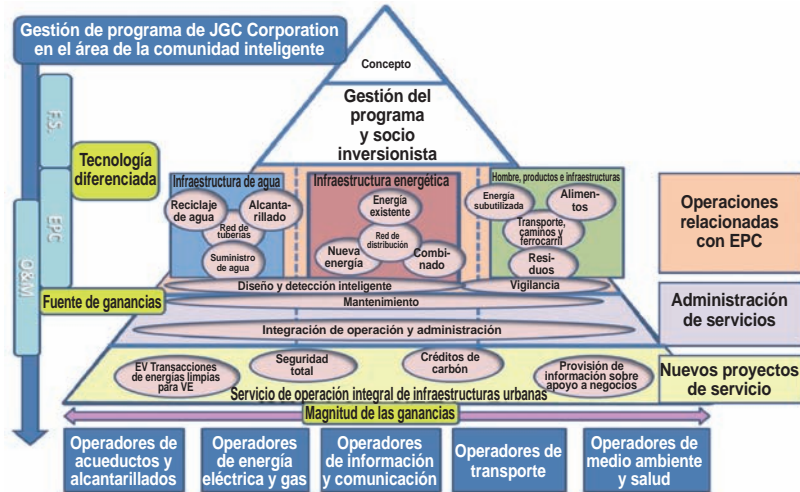 Gestión de programa de JGC Corporation
en el área de la comunidad inteligente
Concepto
Gestión del
programa
y socio
inversionista
F.S.
EPC
O&M
Tecnología
diferenciada
Fuente de ganancias
Infraestructura de agua
Reciclaje
de agua
Alcanta-
rillado
Red de
tuberías
Suministro
de agua
Infraestructura energética
Energía
existente
Red de
distribución
Nueva
energía
Combi-
nado
Hombre, productos e infraestructuras
Energía
subutilizada
Alimen-
tos
Transporte,
caminos y
ferrocarril
Resi-
duos
Operaciones
relacionadas
con EPC
Diseño y detección inteligente
Vigilancia
Mantenimiento
Integración de operación y administración
Administración
de servicios
EV Transacciones
de energías limpias
para VE
Seguridad
total
Créditos de
carbón
Provisión de
información sobre
apoyo a negocios
Servicio de operación integral de infraestructuras urbanas
Nuevos proyectos
de servicio
Magnitud de las ganancias
Operadores de
acueductos y
alcantarillados
Operadores
de energía
eléctrica y gas
Operadores
de información
y comunicación
Operadores de
transporte
Operadores de
medio ambiente
y salud